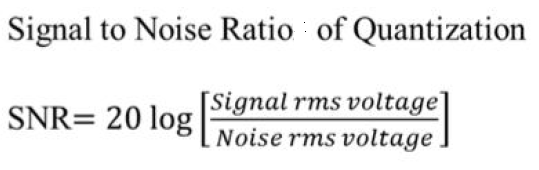 Signal to Noise Ratio of Quantization
SNR= 20 log [Signal rms voltage / Noise rms voltage]